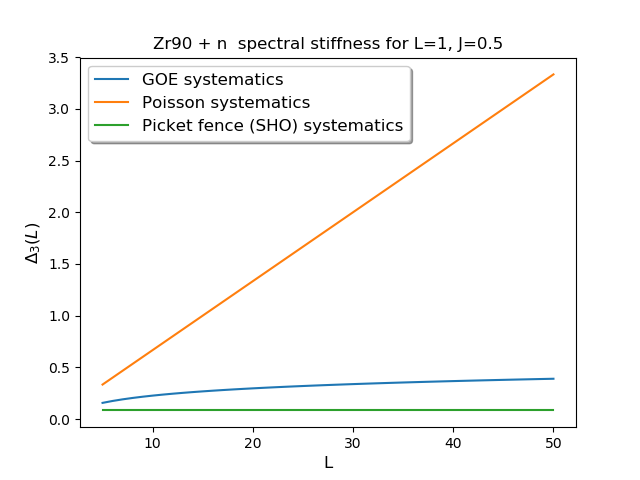 Zr90 + n  spectral stiffness for L=1, J=0.5
GOE systematics
Poisson systematics
Picket fence (SHO) systematics
Δ₃(L)
3.5
3.0
2.5
2.0
1.5
1.0
0.5
0.0
10 20 30 40 50
L